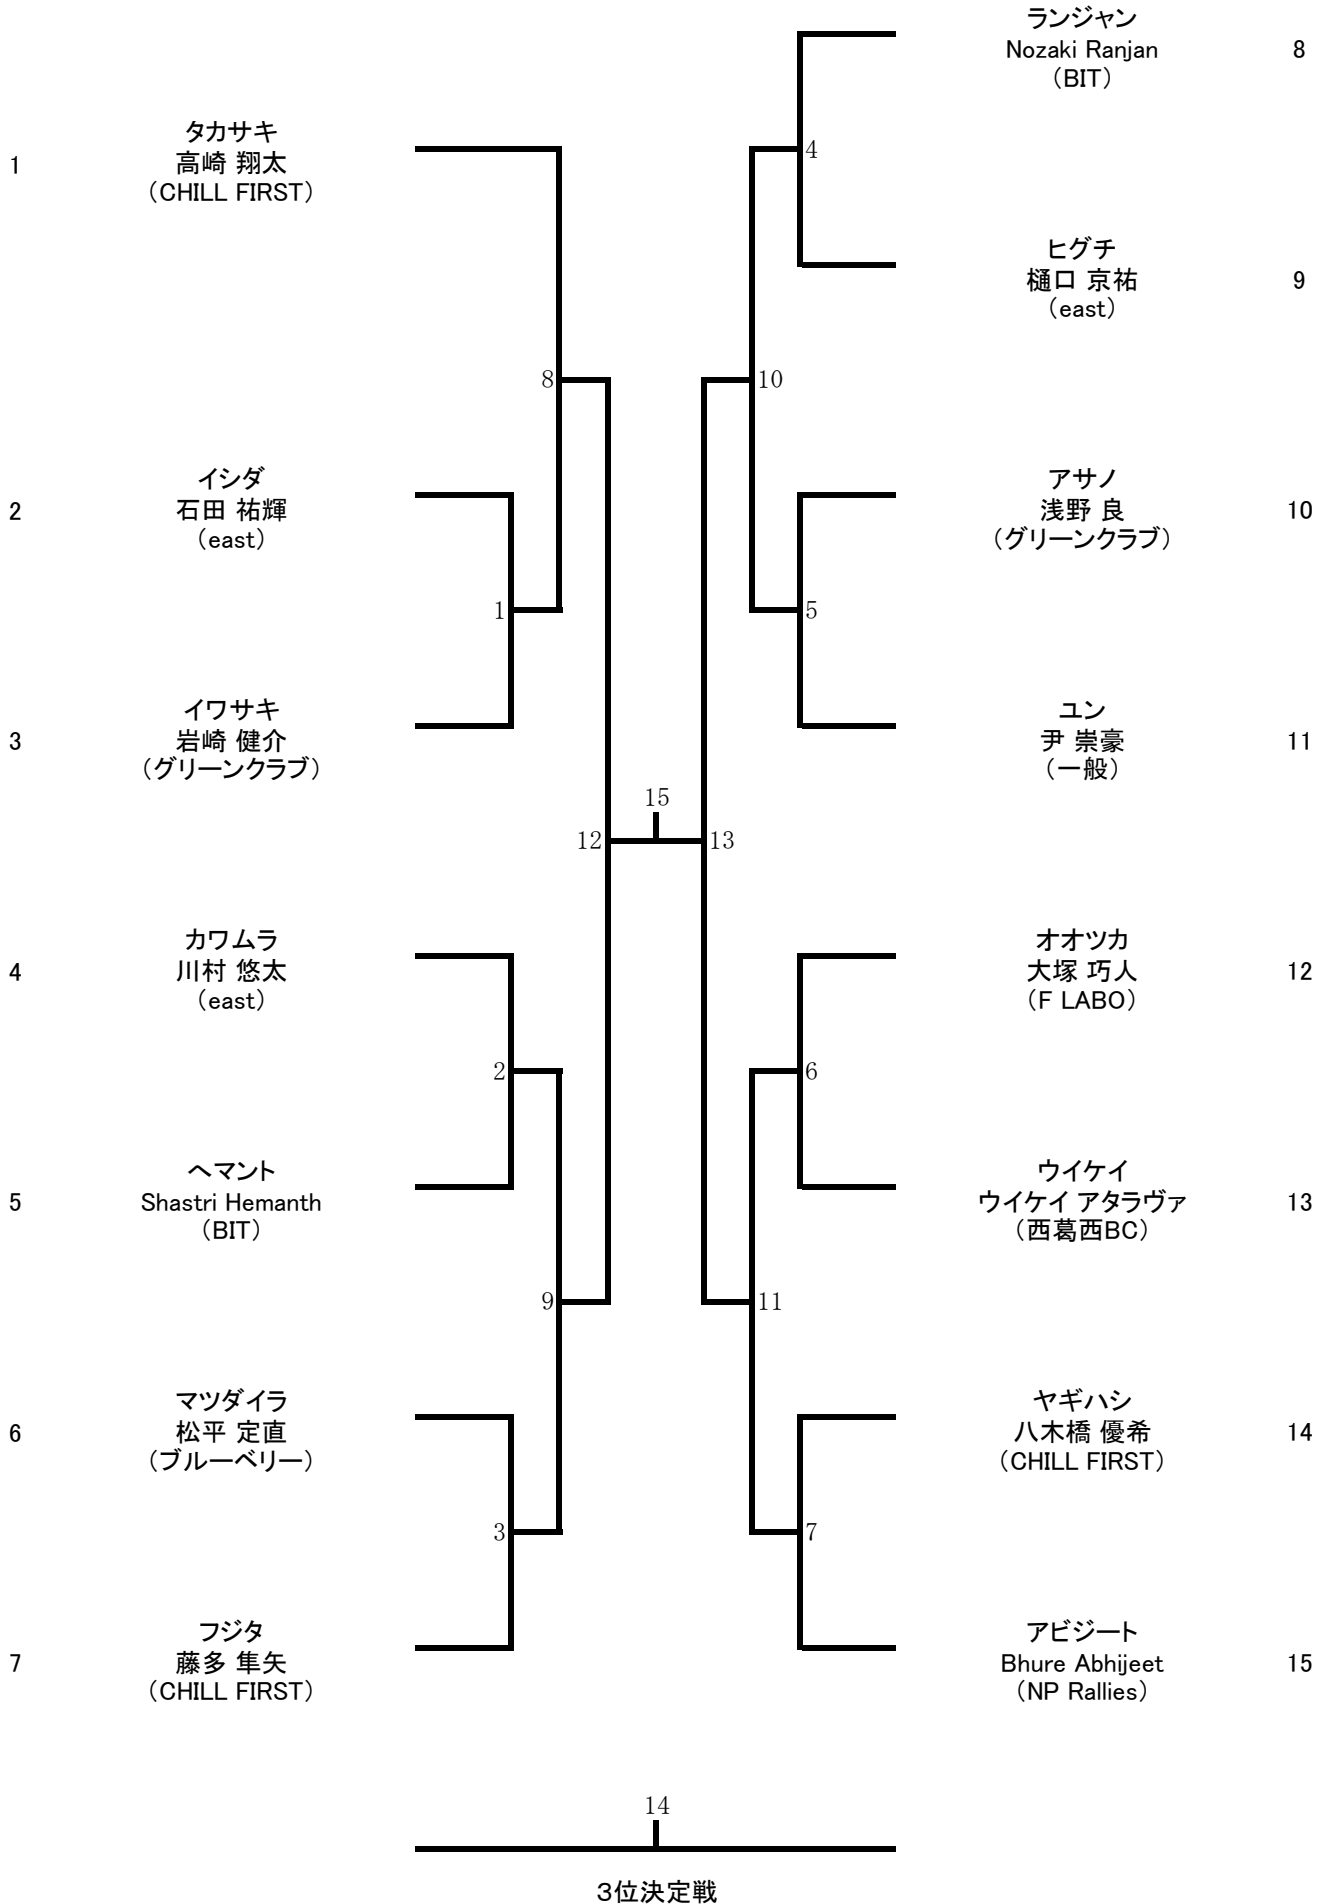 1
タカサキ
高崎 翔太
（CHILL FIRST）
2
イシダ
石田 祐輝
（east）
3
イワサキ
岩崎 健介
（グリーンクラブ）
4
カワムラ
川村 悠太
（east）
5
ヘマント
Shastri Hemanth
（BIT）
6
マツダイラ
松平 定直
（ブルーベリー）
7
フジタ
藤多 隼矢
（CHILL FIRST）
8
1
2
9
3
12
15
13
4
10
5
6
11
7
ランジャン
Nozaki Ranjan
（BIT）
8
ヒグチ
樋口 京祐
（east）
9
アサノ
浅野 良
（グリーンクラブ）
10
ユン
尹 崇豪
（一般）
11
オオツカ
大塚 巧人
（F LABO）
12
ウイケイ
ウイケイ アタラヴァ
（西葛西BC）
13
ヤギハシ
八木橋 優希
（CHILL FIRST）
14
アビジート
Bhure Abhijeet
（NP Rallies）
15
14
３位決定戦